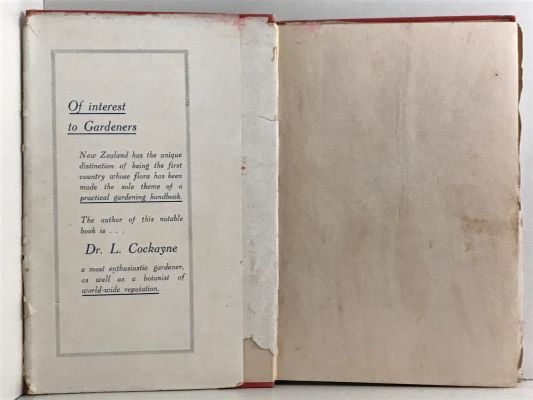 Of interest
to Gardeners
New Zealand has the unique
distinction of being the first
country whose flora has been
made the sole theme of a
practical gardening handbook.
The author of this notable
book is . . .
Dr. L. Cockayne
a most enthusiastic gardener,
as well as a botanist of
world-wide reputation.